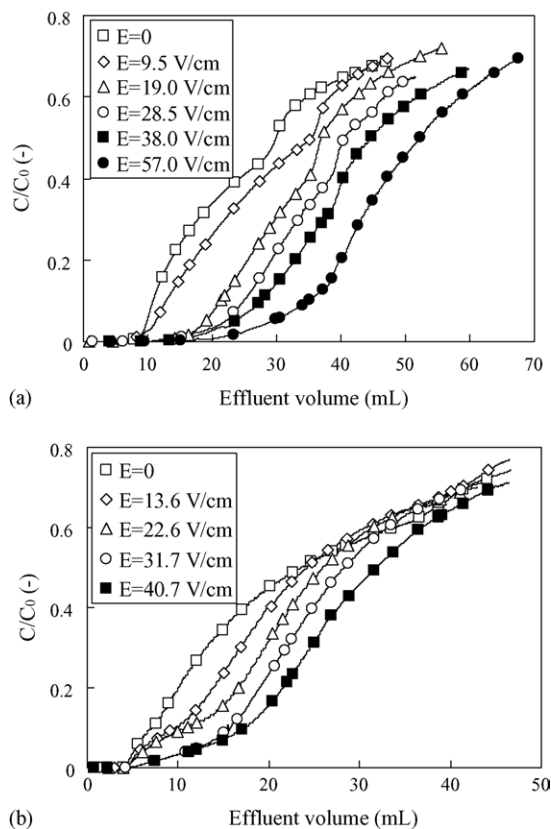 0.8
0.6
0.4
0.2
0
C/C0 (-)
E=0
E=9.5 V/cm
E=19.0 V/cm
E=28.5 V/cm
E=38.0 V/cm
E=57.0 V/cm
0 10 20 30 40 50 60 70
Effluent volume (mL)
(a)
0.8
0.6
0.4
0.2
0
C/C0 (-)
E=0
E=13.6 V/cm
E=22.6 V/cm
E=31.7 V/cm
E=40.7 V/cm
0 10 20 30 40 50
Effluent volume (mL)
(b)